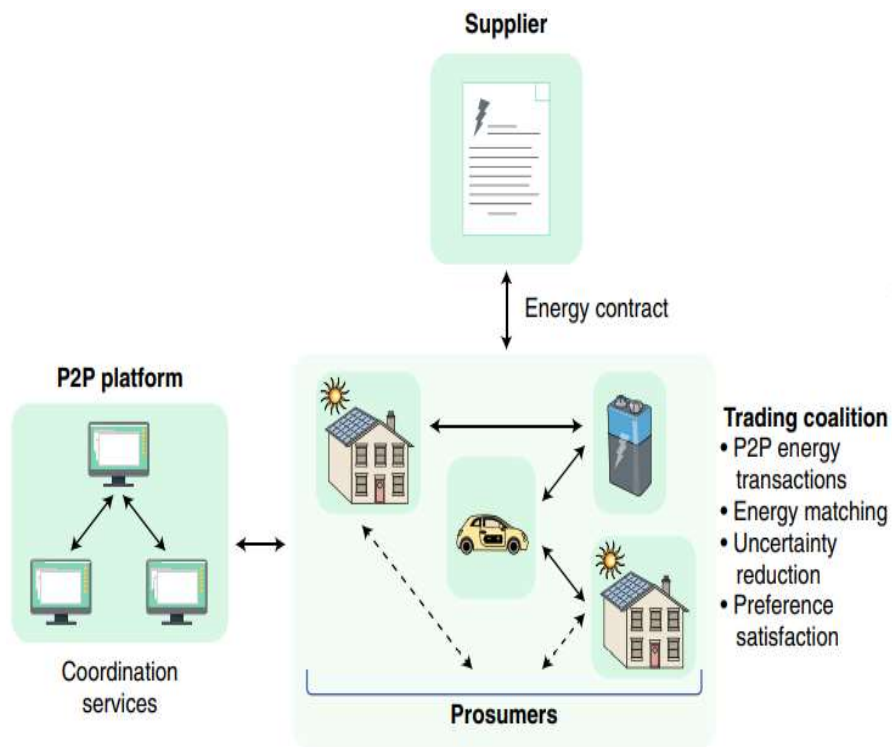 Supplier
Energy contract
P2P platform
Coordination
services
Trading coalition
• P2P energy
transactions
• Energy matching
• Uncertainty
reduction
• Preference
satisfaction
Prosumers